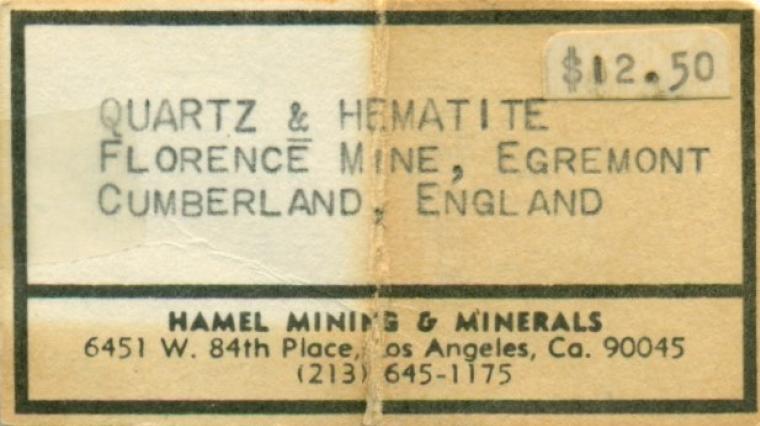 $12.50
QUARTZ & HEMATITE
FLORENCE MINE, EGREMONT
CUMBERLAND, ENGLAND
HAMEL MINING & MINERALS
6451 W. 84th Place, Los Angeles, Ca. 90045
(213) 645-1175